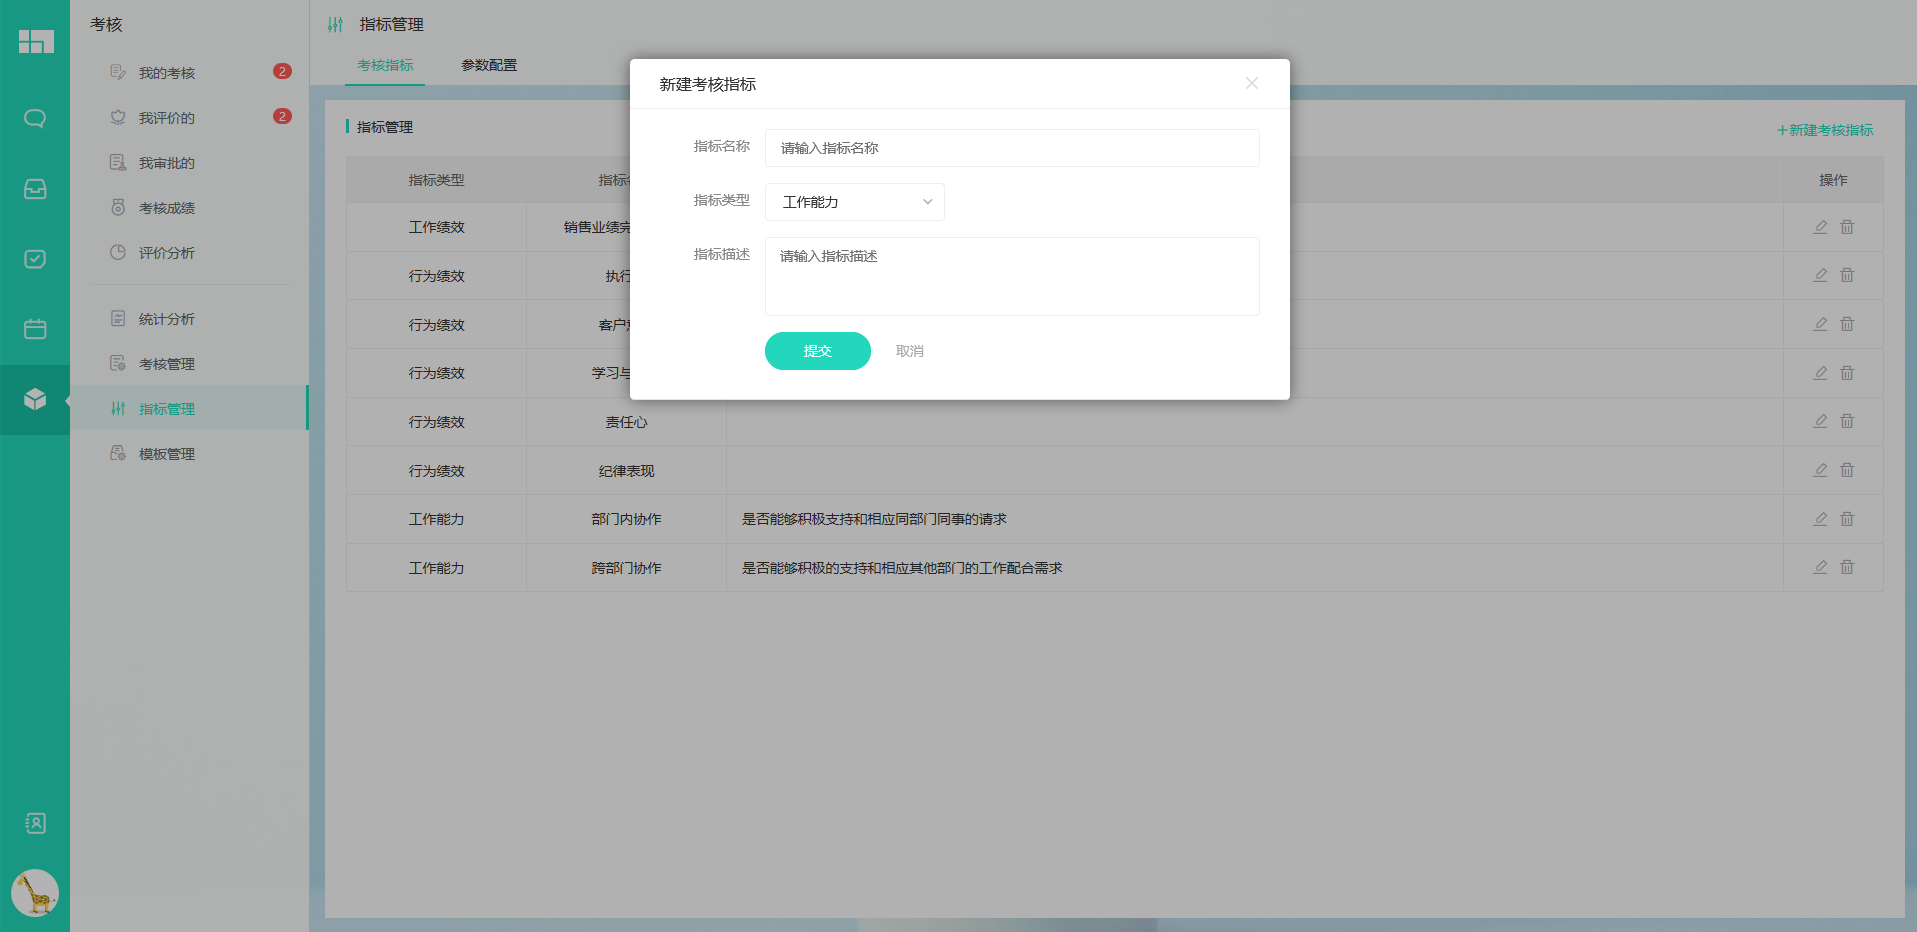 考核
我的考核 2
我评价的 2
我审批的
考核成绩
评价分析
统计分析
考核管理
指标管理
模板管理
指标管理
考核指标 参数配置
指标管理
+新建考核指标
指标类型 指标 操作
工作绩效 销售业绩完
行为绩效 执行
行为绩效 客户
行为绩效 学习与
行为绩效 责任心
行为绩效 纪律表现
工作能力 部门内协作 是否能够积极支持和相应同部门同事的请求
工作能力 跨部门协作 是否能够积极的支持和相应其他部门的工作配合需求
新建考核指标
指标名称 请输入指标名称
指标类型 工作能力
指标描述 请输入指标描述
提交 取消